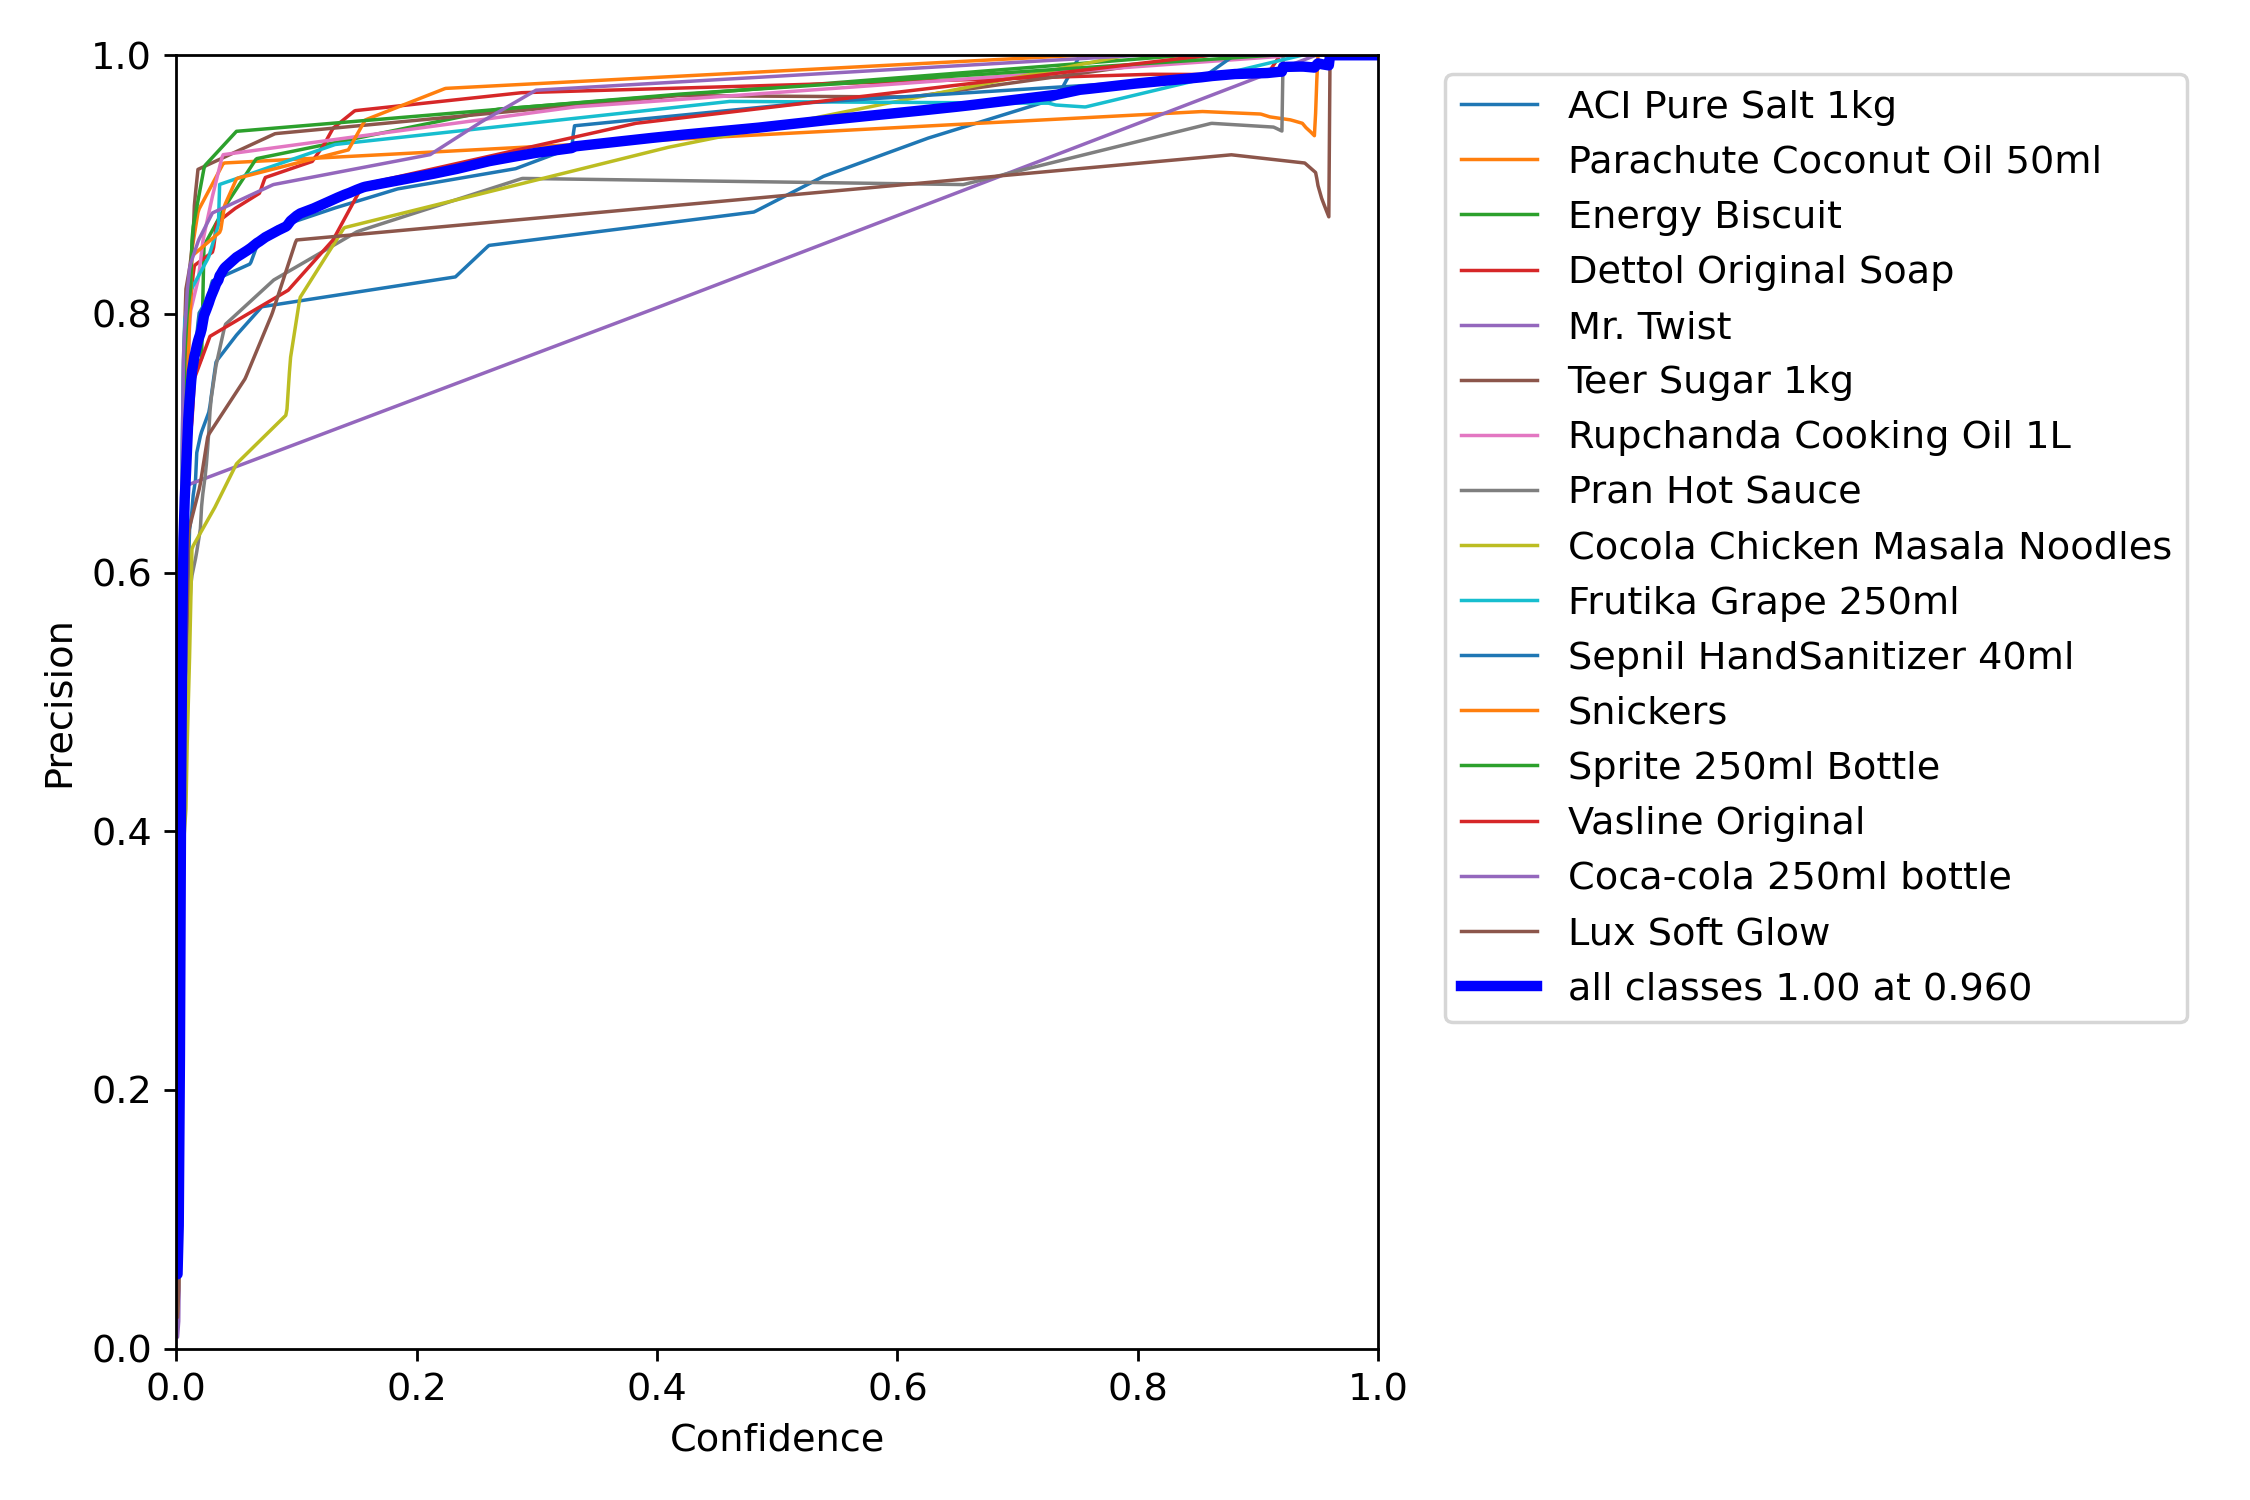 1.0
0.8
0.6
0.4
0.2
0.0
Precision
0.0 0.2 0.4 0.6 0.8 1.0
Confidence
ACI Pure Salt 1kg
Parachute Coconut Oil 50ml
Energy Biscuit
Dettol Original Soap
Mr. Twist
Teer Sugar 1kg
Rupchanda Cooking Oil 1L
Pran Hot Sauce
Cocola Chicken Masala Noodles
Frutika Grape 250ml
Sepnil HandSanitizer 40ml
Snickers
Sprite 250ml Bottle
Vasline Original
Coca-cola 250ml bottle
Lux Soft Glow
all classes 1.00 at 0.960